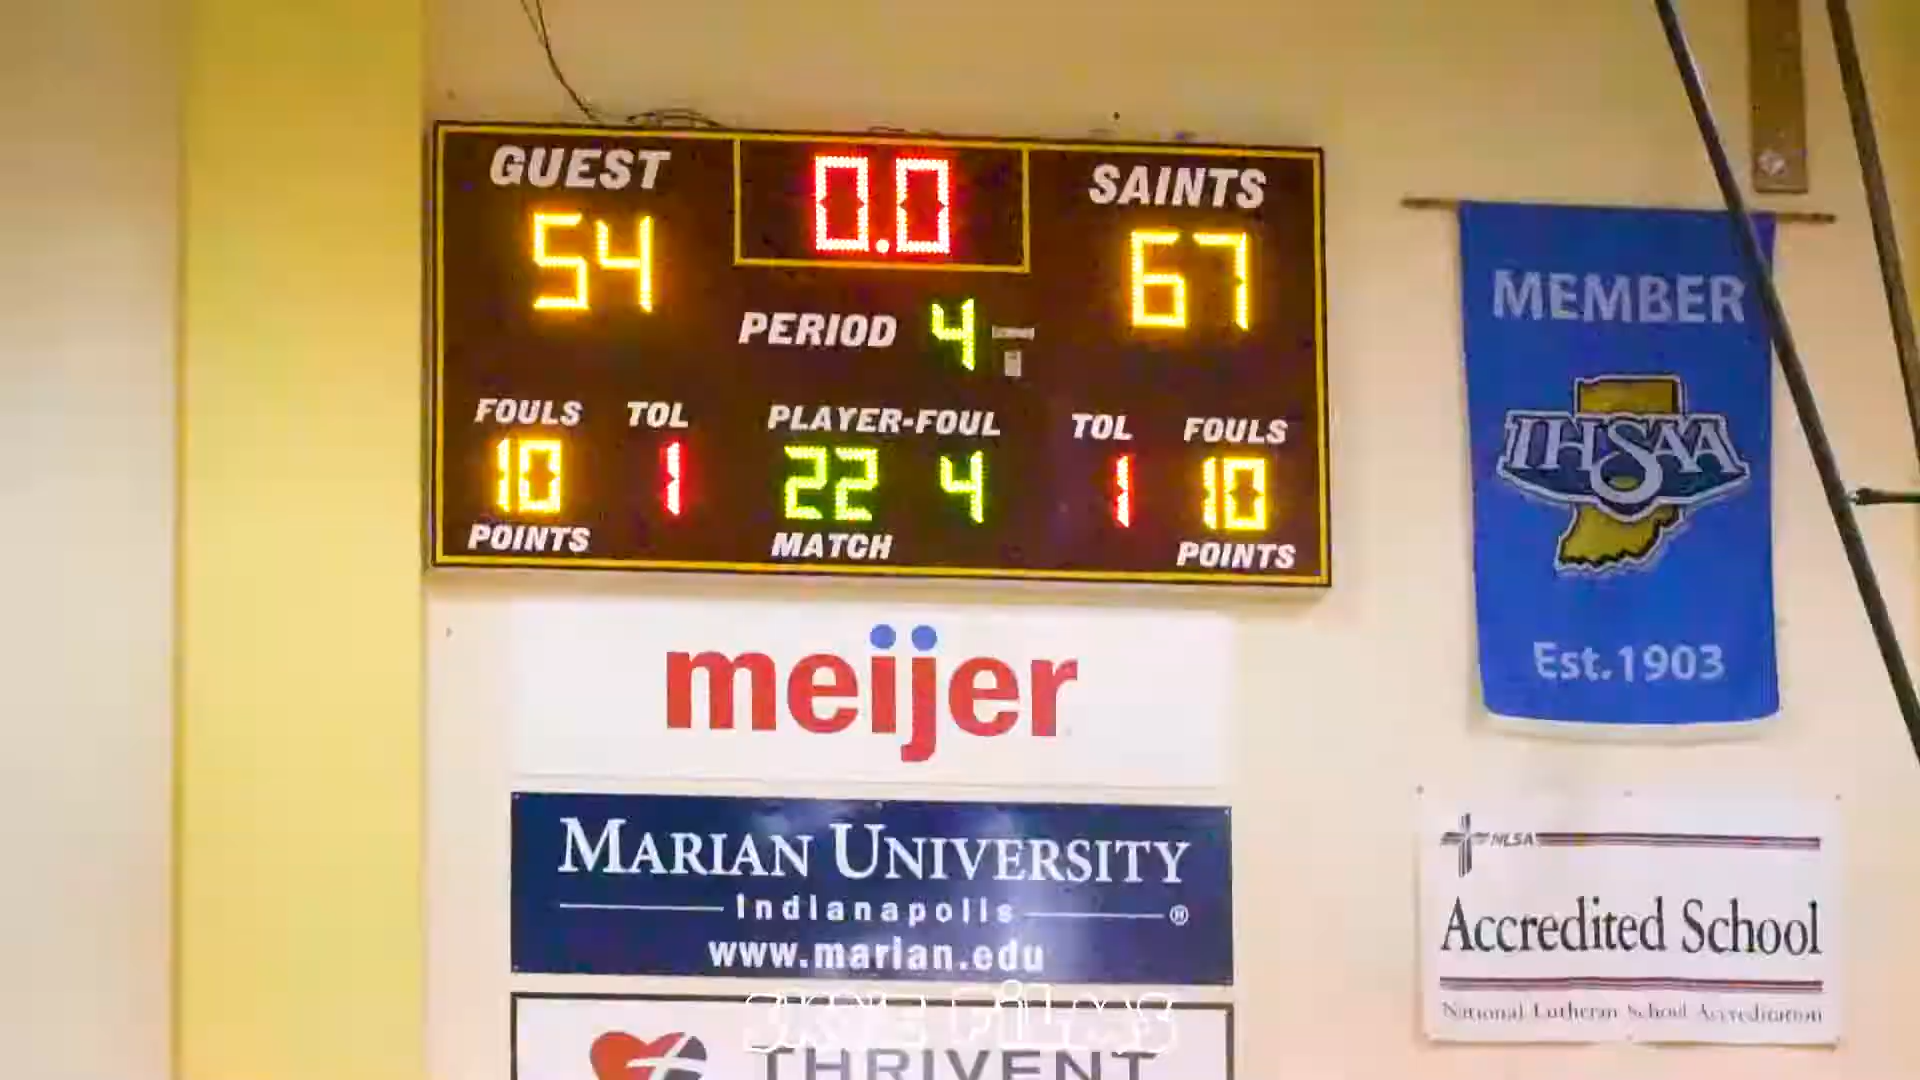 GUEST
0.0
SAINTS
54
67
PERIOD 4
FOULS
TOL
PLAYER-FOUL
TOL
FOULS
10
1
22 4
1
10
POINTS
MATCH
POINTS
meijer
MARIAN UNIVERSITY
Indianapolis ®
www.marian.edu
THRIVENT
MEMBER
IHSAA
Est.1903
NLSA
Accredited School
National Lutheran School Accreditation